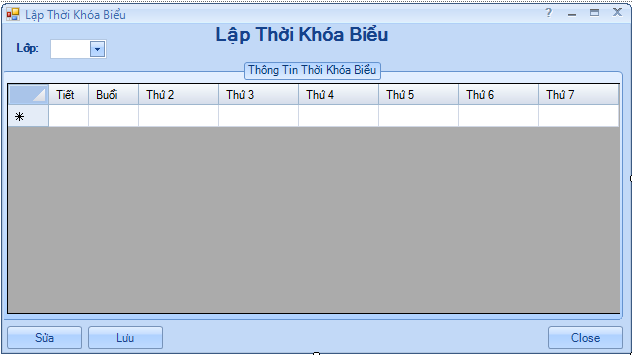 Lập Thời Khóa Biểu
Lập Thời Khóa Biểu
Lớp:
Thông Tin Thời Khóa Biểu
Tiết Buổi Thứ 2 Thứ 3 Thứ 4 Thứ 5 Thứ 6 Thứ 7
Sửa Lưu Close